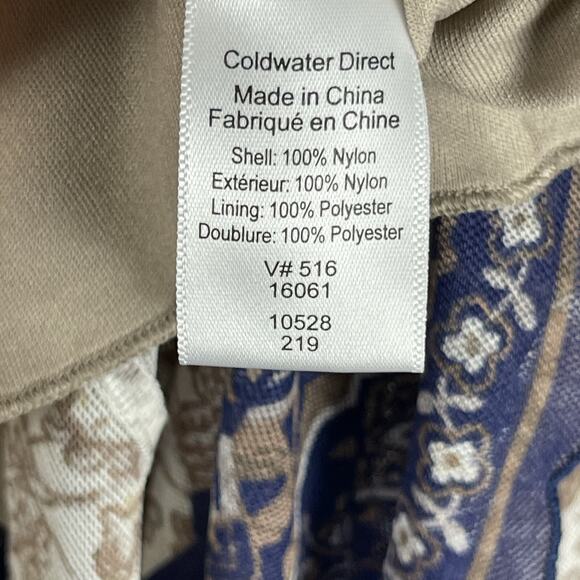 Coldwater Direct
Made in China
Fabriqué en Chine
Shell: 100% Nylon
Extérieur: 100% Nylon
Lining: 100% Polyester
Doublure: 100% Polyester
V# 516
16061
10528
219